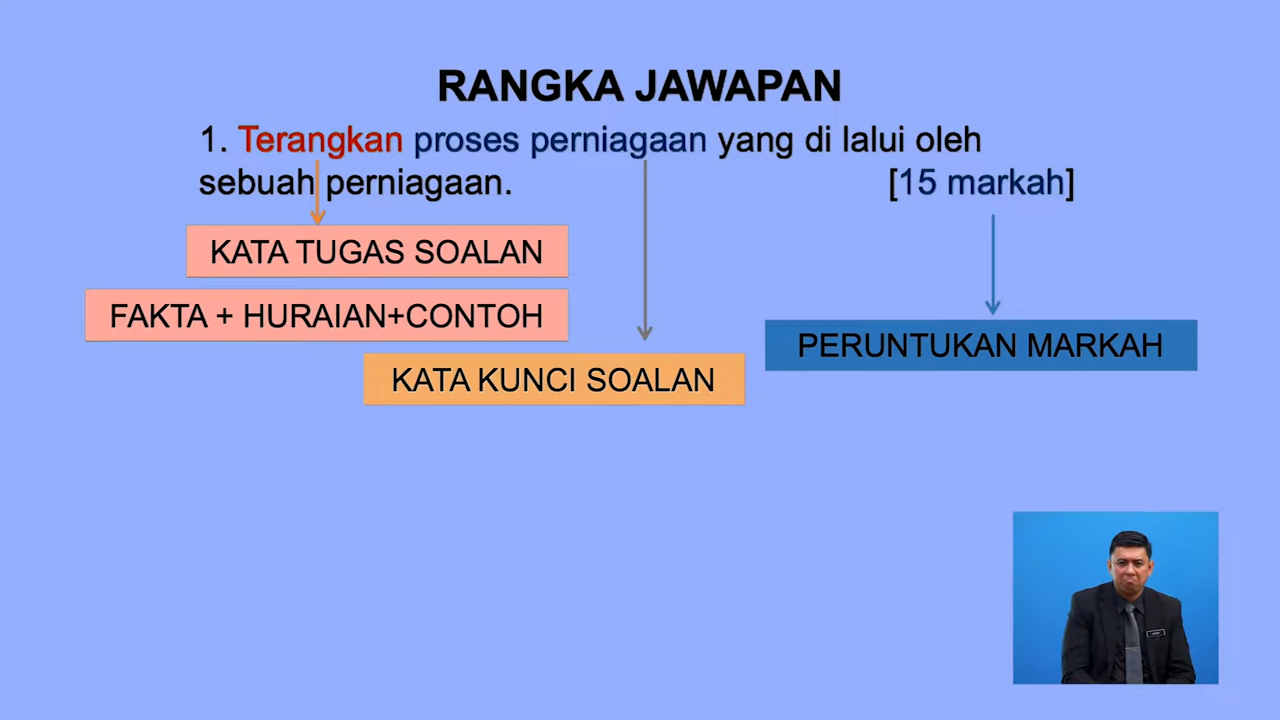 RANGKA JAWAPAN
1. Terangkan proses perniagaan yang di lalui oleh
sebuah perniagaan. [15 markah]
KATA TUGAS SOALAN
FAKTA + HURAIAN+CONTOH
PERUNTUKAN MARKAH
KATA KUNCI SOALAN